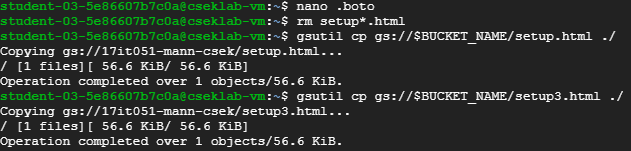 student-03-5e86607b7c0a@cseklab-vm:~$ nano .boto
student-03-5e86607b7c0a@cseklab-vm:~$ rm setup*.html
student-03-5e86607b7c0a@cseklab-vm:~$ gsutil cp gs://$BUCKET_NAME/setup.html ./
Copying gs://17it051-mann-csek/setup.html...
/ [1 files][ 56.6 KiB/ 56.6 KiB]
Operation completed over 1 objects/56.6 KiB.
student-03-5e86607b7c0a@cseklab-vm:~$ gsutil cp gs://$BUCKET_NAME/setup3.html ./
Copying gs://17it051-mann-csek/setup3.html...
/ [1 files][ 56.6 KiB/ 56.6 KiB]
Operation completed over 1 objects/56.6 KiB.